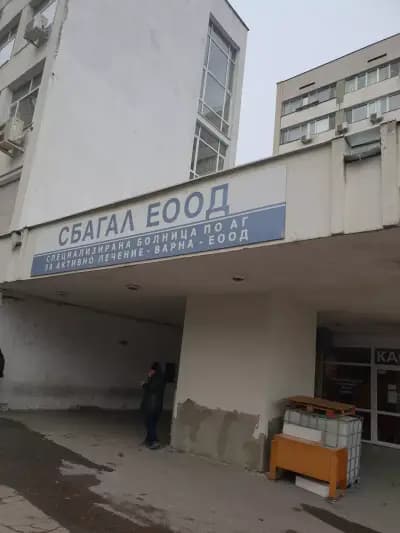 СБАГАЛ ЕООД
СПЕЦИАЛИЗИРАНА БОЛНИЦА ПО АГ
ЗА АКТИВНО ЛЕЧЕНИЕ - ВАРНА - ЕООД